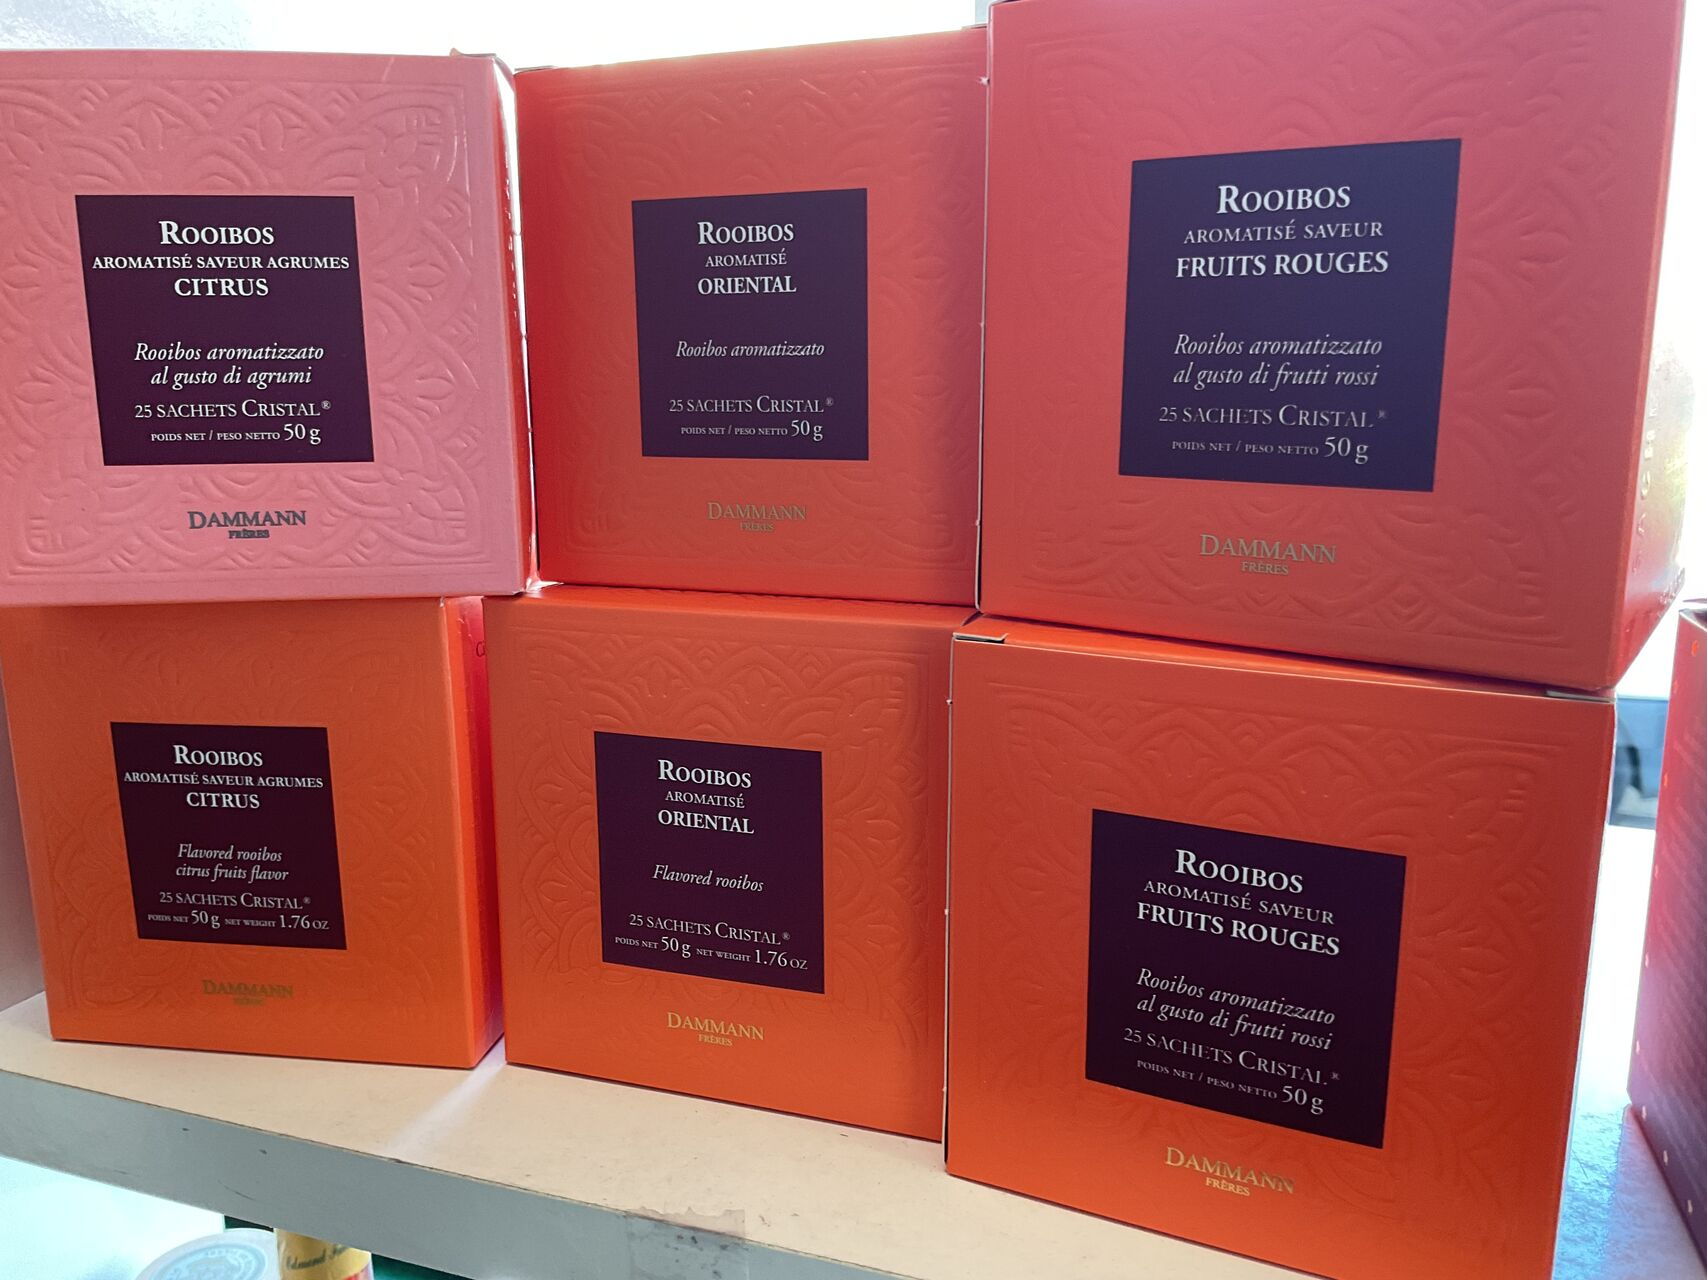 ROOIBOS
AROMATISÉ SAVEUR AGRUMES
CITRUS
Rooibos aromatizzato
al gusto di agrumi
25 SACHETS CRISTAL®
POIDS NET / PESO NETTO 50 g
DAMMANN
FRÈRES
ROOIBOS
AROMATISÉ
ORIENTAL
Rooibos aromatizzato
25 SACHETS CRISTAL®
POIDS NET / PESO NETTO 50 g
DAMMANN
FRÈRES
ROOIBOS
AROMATISÉ SAVEUR
FRUITS ROUGES
Rooibos aromatizzato
al gusto di frutti rossi
25 SACHETS CRISTAL®
POIDS NET / PESO NETTO 50 g
DAMMANN
FRÈRES
ROOIBOS
AROMATISÉ SAVEUR AGRUMES
CITRUS
Flavored rooibos
citrus fruits flavor
25 SACHETS CRISTAL®
POIDS NET 50 g NET WEIGHT 1.76 OZ
DAMMANN
FRÈRES
ROOIBOS
AROMATISÉ
ORIENTAL
Flavored rooibos
25 SACHETS CRISTAL®
POIDS NET 50 g NET WEIGHT 1.76 OZ
DAMMANN
FRÈRES
ROOIBOS
AROMATISÉ SAVEUR
FRUITS ROUGES
Rooibos aromatizzato
al gusto di frutti rossi
25 SACHETS CRISTAL®
POIDS NET / PESO NETTO 50 g
DAMMANN
FRÈRES
Edmond